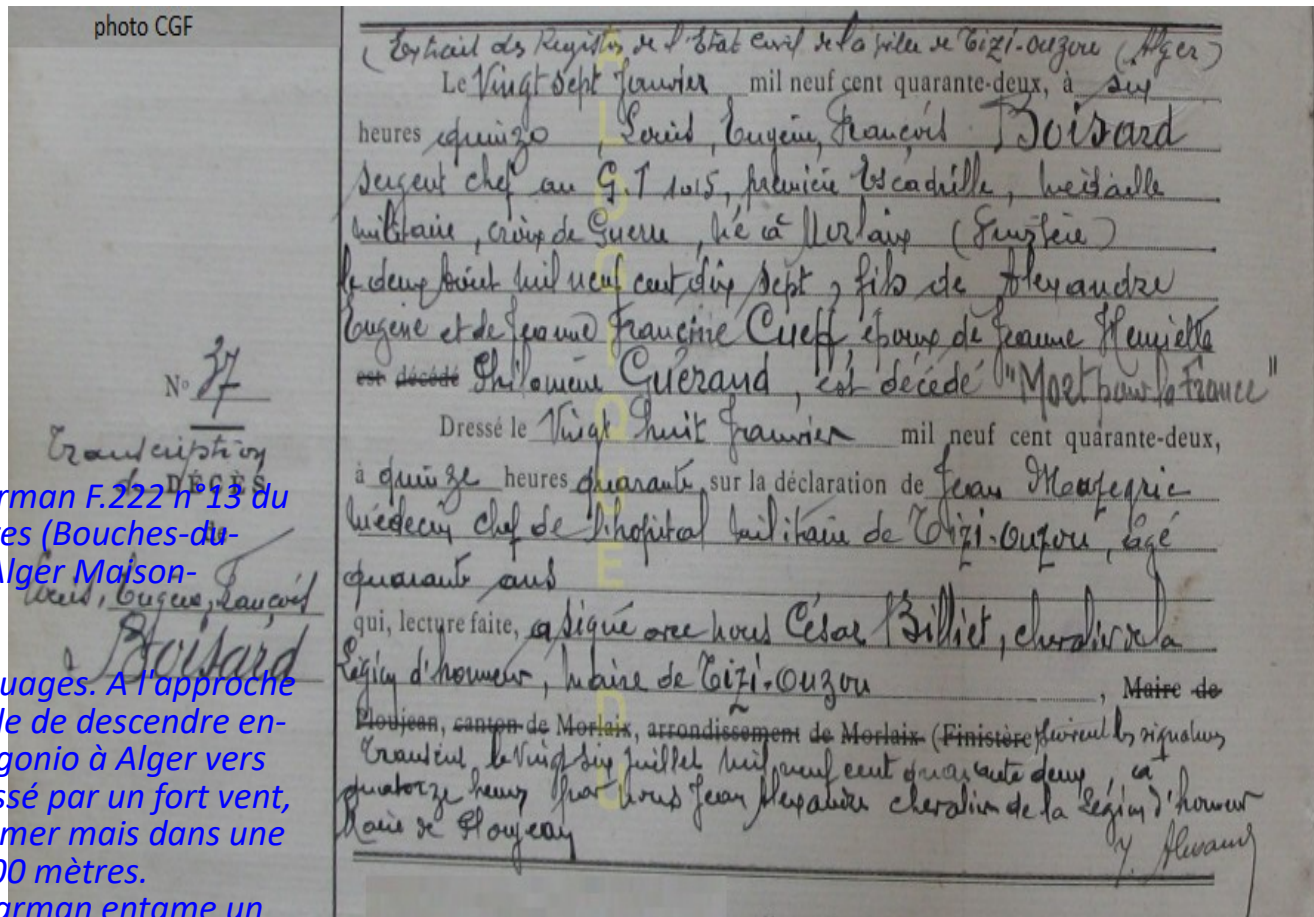 photo CGF
(Extrait des Registres de l'Etat Civil de la ville de Tizi-Ouzou (Alger)
Le Vingt Sept Janvier mil neuf cent quarante-deux, à six
heures quinze Louis, Eugène, François Boisard
Sergent chef au G.T 1015, première Escadrille, Médaille
militaire, croix de Guerre, né à Morlaix (Finistère)
le deux Août mil neuf cent dix sept, fils de Alexandre
Eugène et de Jeanne Françine Cueff, époux de Jeanne Henriette
est décédé Philomène Guérand, est décédé "Mort pour la France"
Dressé le Vingt huit Janvier mil neuf cent quarante-deux,
à quinze heures quarante, sur la déclaration de Jean
médecin chef de l'hopital militaire de Tizi-Ouzou, âgé
quarante ans
qui, lecture faite, a signé avec nous César Billiet, chevalier de la
Légion d'honneur, Maire de Tizi-Ouzou, Maire de
Ploujean, canton de Morlaix, arrondissement de Morlaix (Finistère) suivent les signatures
Transcrit, le Vingt six Juillet mil neuf cent quarante deux, à
quatorze heures par nous Jean Alexandre chevalier de la Légion d'honneur
Maire de Ploujean
N° 37
Transcription
de DÉCÈS
de
Louis, Eugène, François
Boisard
rman F.222 n°13 du
res (Bouches-du-
Alger Maison-
uages. A l'approche
le de descendre en-
gonio à Alger vers
ssé par un fort vent,
mer mais dans une
00 mètres.
arman entame un